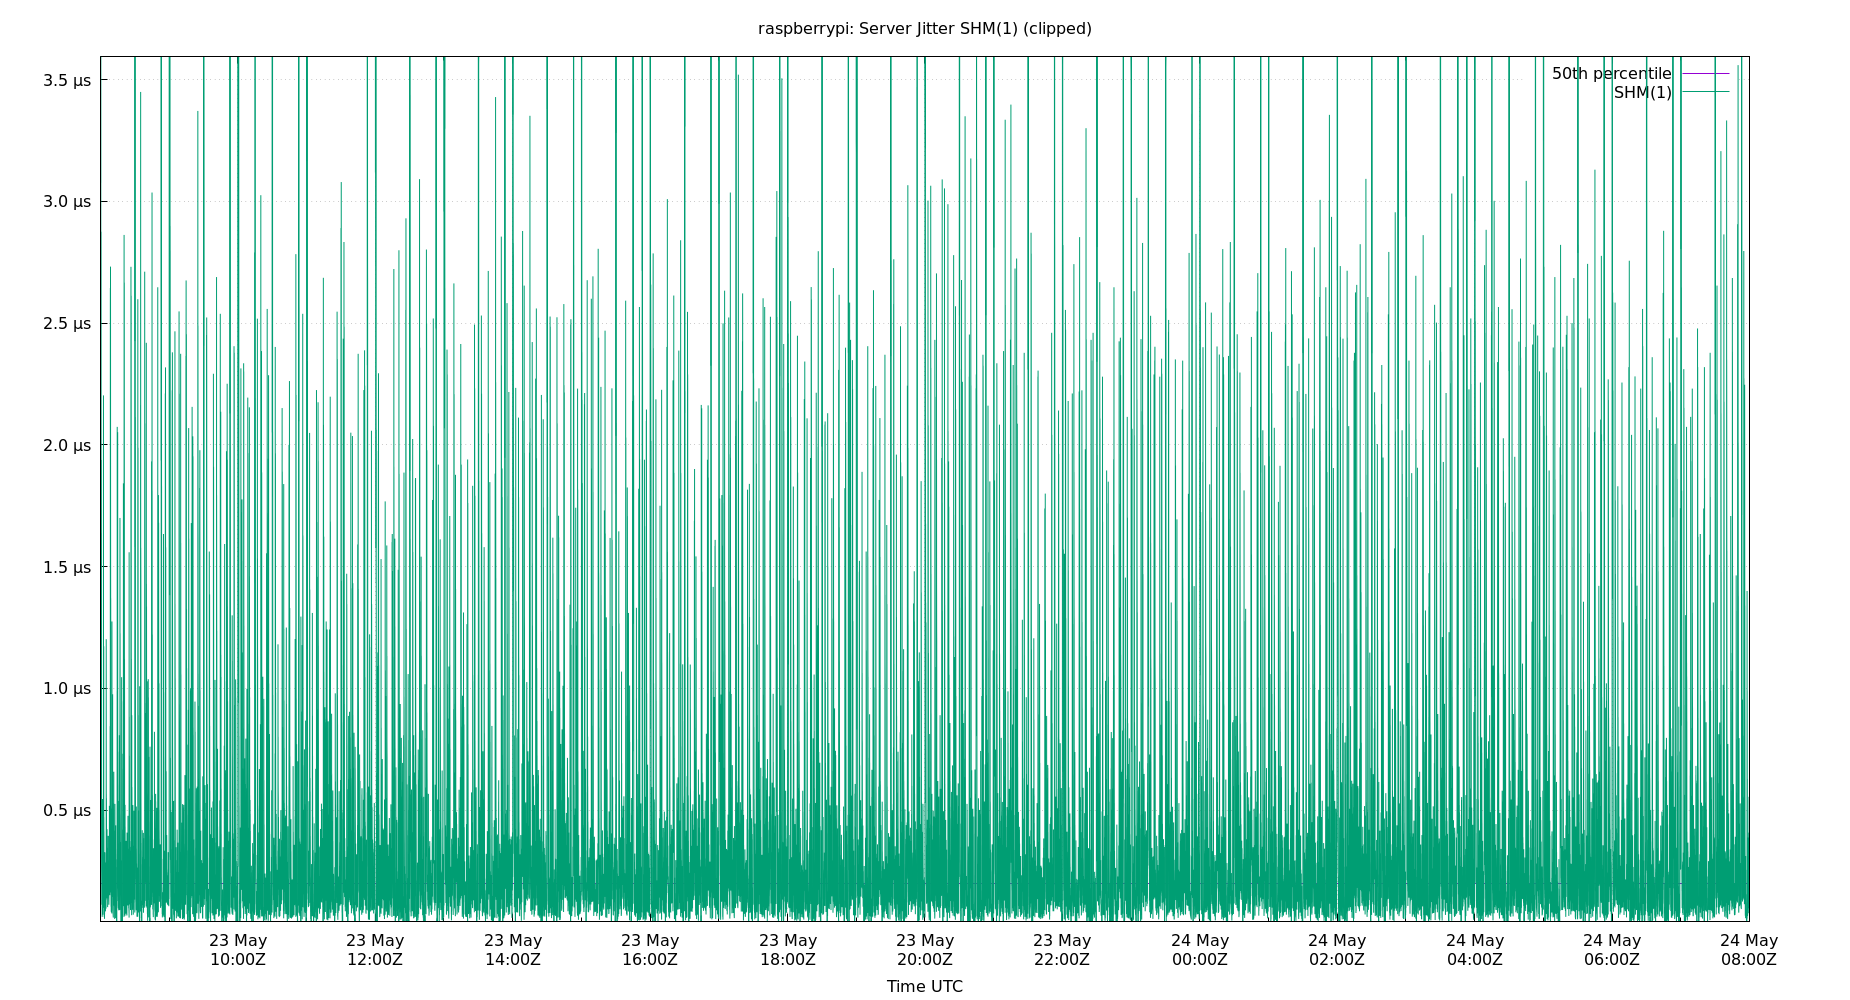 raspberrypi: Server Jitter SHM(1) (clipped)
50th percentile
SHM(1)
3.5 µs
3.0 µs
2.5 µs
2.0 µs
1.5 µs
1.0 µs
0.5 µs
23 May 23 May 23 May 23 May 23 May 23 May 23 May 24 May 24 May 24 May 24 May 24 May
10:00Z 12:00Z 14:00Z 16:00Z 18:00Z 20:00Z 22:00Z 00:00Z 02:00Z 04:00Z 06:00Z 08:00Z
Time UTC